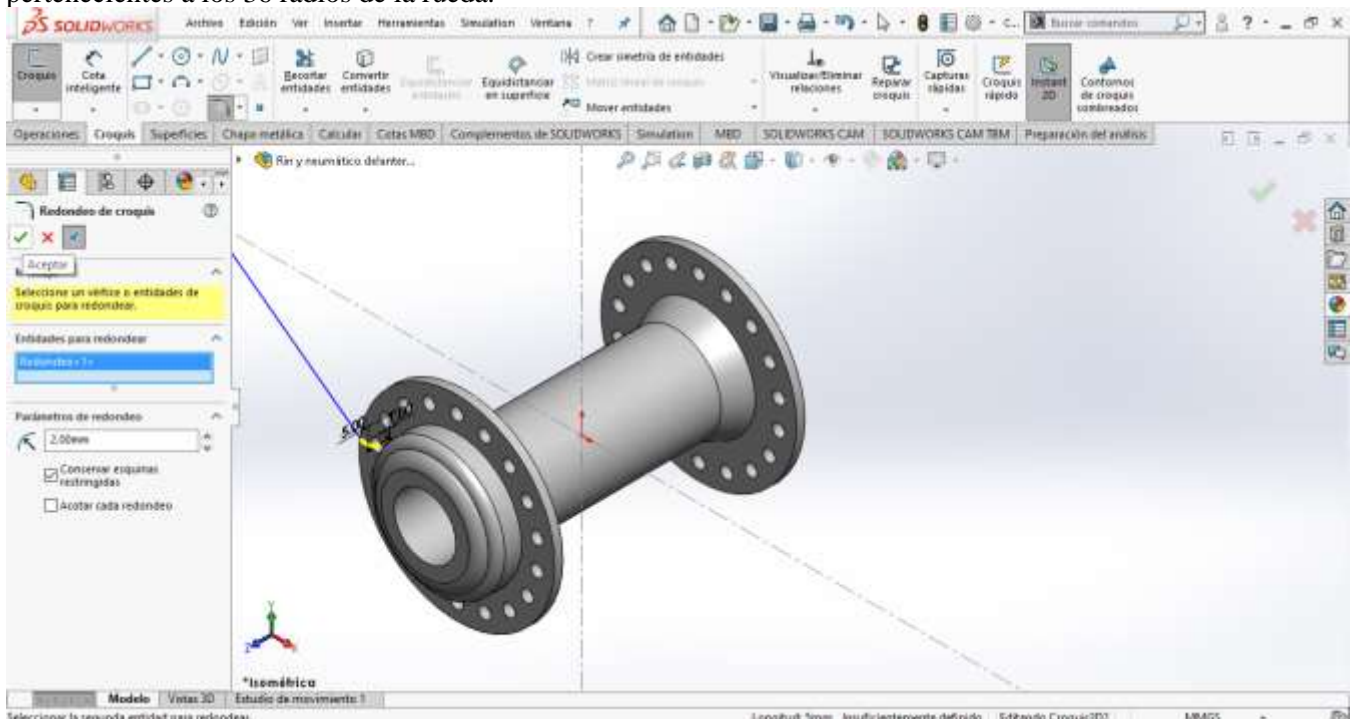 pertenecientes a los 36 radios de la rueda.
SOLIDWORKS Archivo Edición Ver Insertar Herramientas Simulation Ventana ?
Croquis
Cota inteligente
Recortar entidades
Convertir entidades
Equidistanciar en superficie
Crear simetría de entidades
Mover entidades
Visualizar/Eliminar relaciones
Reparar croquis
Capturas rápidas
Croquis rápido
Instant 2D
Contornos de croquis combinados
Operaciones Croquis Superficies Chapa metálica Calcular Cotas MBD Complementos de SOLIDWORKS Simulation MBD SOLIDWORKS CAM SOLIDWORKS CAM TBM Preparación del análisis
Rin y neumático delanter...
Redondeo de croquis
Aceptar
Seleccione un vértice o entidades de
croquis para redondear.
Entidades para redondear
Redondeo<1>
Parámetros de redondeo
2.00mm
Conservar esquinas
restringidas
Acotar cada redondeo
5.00
Y
Z
X
*Isométrica
Modelo Vistas 3D Estudio de movimiento 1
Seleccionar la segunda entidad para redondear. Longitud: 5mm Insuficientemente definido Editando Croquis3D1 MMGS